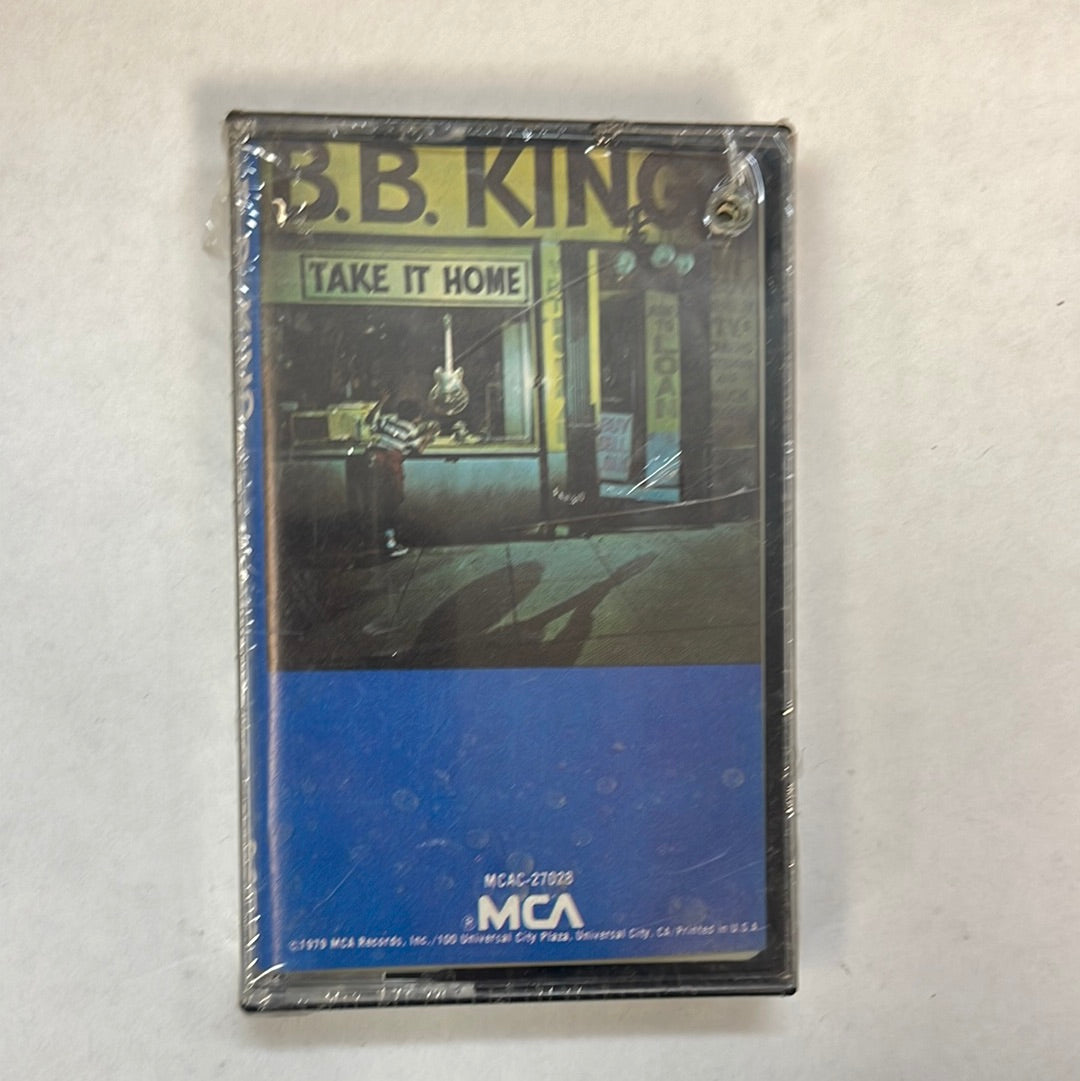 B.B. KING
TAKE IT HOME
LOAN
BUY
MCAC-27028
® MCA
©1979 MCA Records, Inc./100 Universal City Plaza, Universal City, CA/Printed in U.S.A.